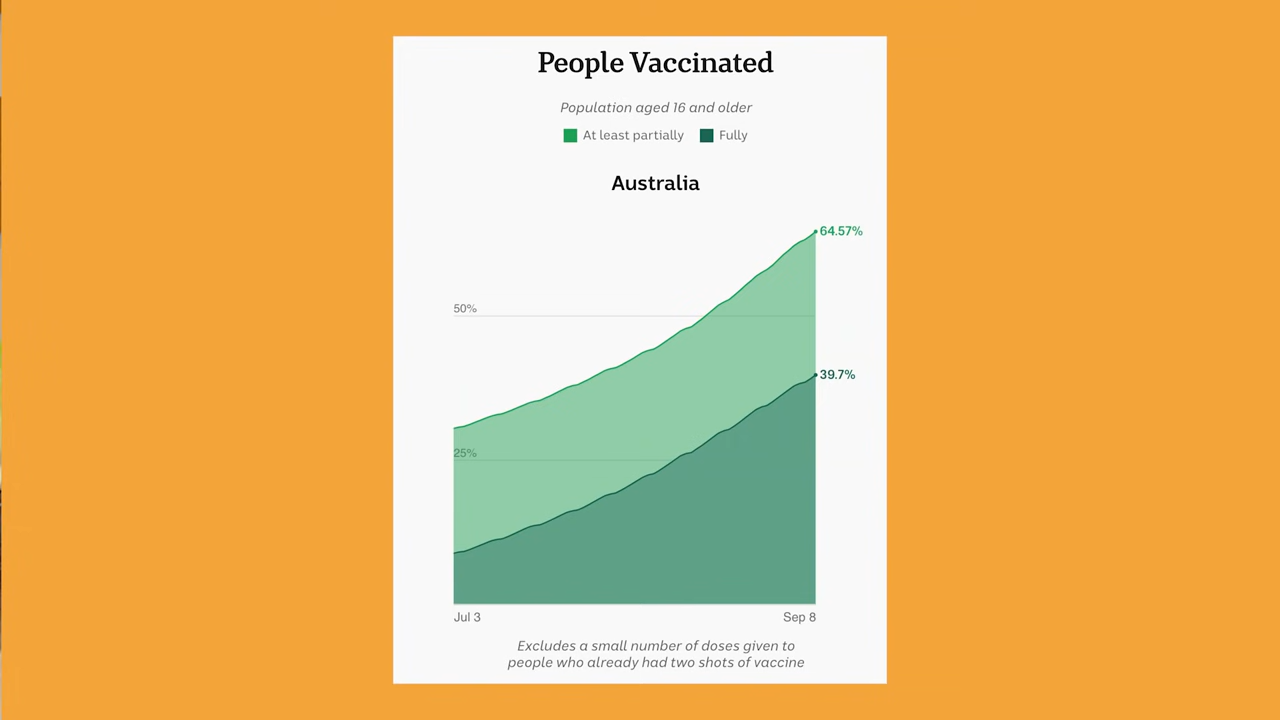 People Vaccinated
Population aged 16 and older
At least partially Fully
Australia
64.57%
50%
39.7%
25%
Jul 3 Sep 8
Excludes a small number of doses given to
people who already had two shots of vaccine